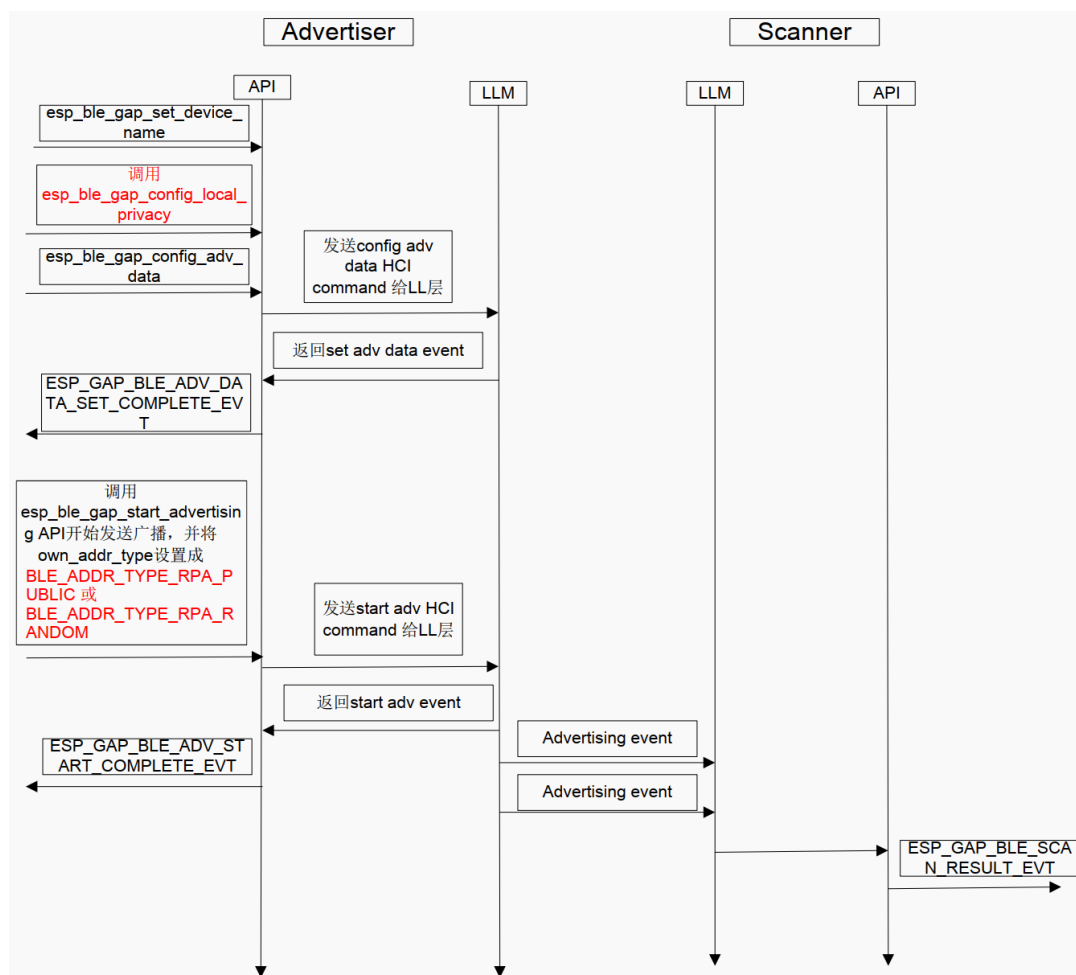 Advertiser
Scanner
API
LLM
LLM
API
esp_ble_gap_set_device_
name
调用
esp_ble_gap_config_local_
privacy
esp_ble_gap_config_adv_
data
发送config adv
data HCI
command 给LL层
返回set adv data event
ESP_GAP_BLE_ADV_DA
TA_SET_COMPLETE_EV
T
调用
esp_ble_gap_start_advertisin
g API开始发送广播，并将
own_addr_type设置成
BLE_ADDR_TYPE_RPA_P
UBLIC 或
BLE_ADDR_TYPE_RPA_R
ANDOM
发送start adv HCI
command 给LL层
返回start adv event
ESP_GAP_BLE_ADV_ST
ART_COMPLETE_EVT
Advertising event
Advertising event
ESP_GAP_BLE_SCA
N_RESULT_EVT